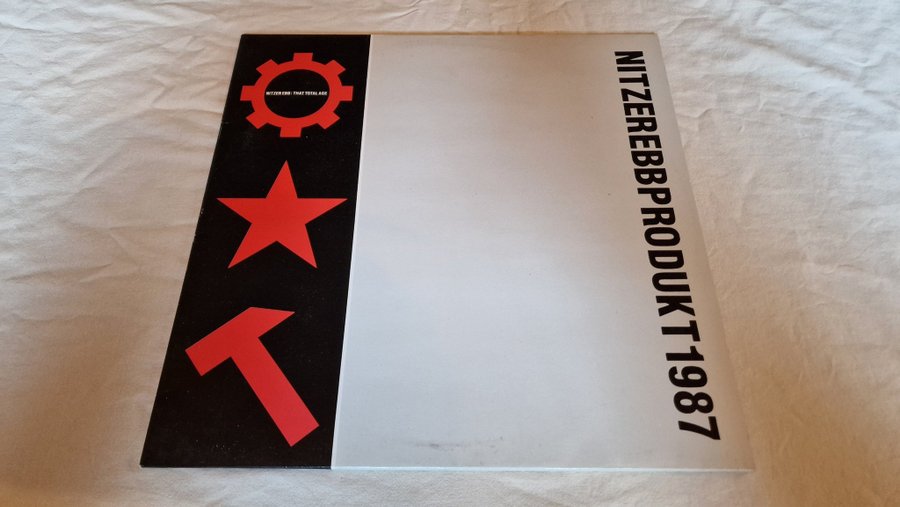 NITZER EBB: THAT TOTAL AGE
NITZEREBBPRODUKT1987